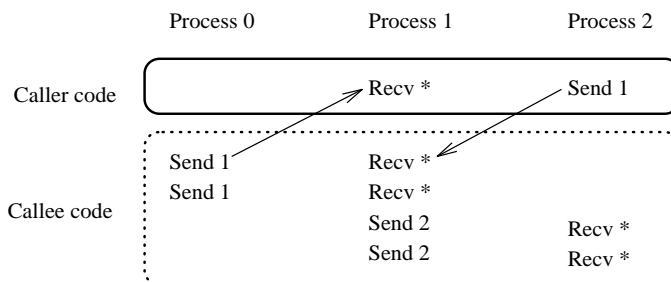 Process 0 Process 1 Process 2
Caller code Recv * Send 1
Send 1 Recv *
Send 1 Recv *
Callee code Send 2 Recv *
Send 2 Recv *